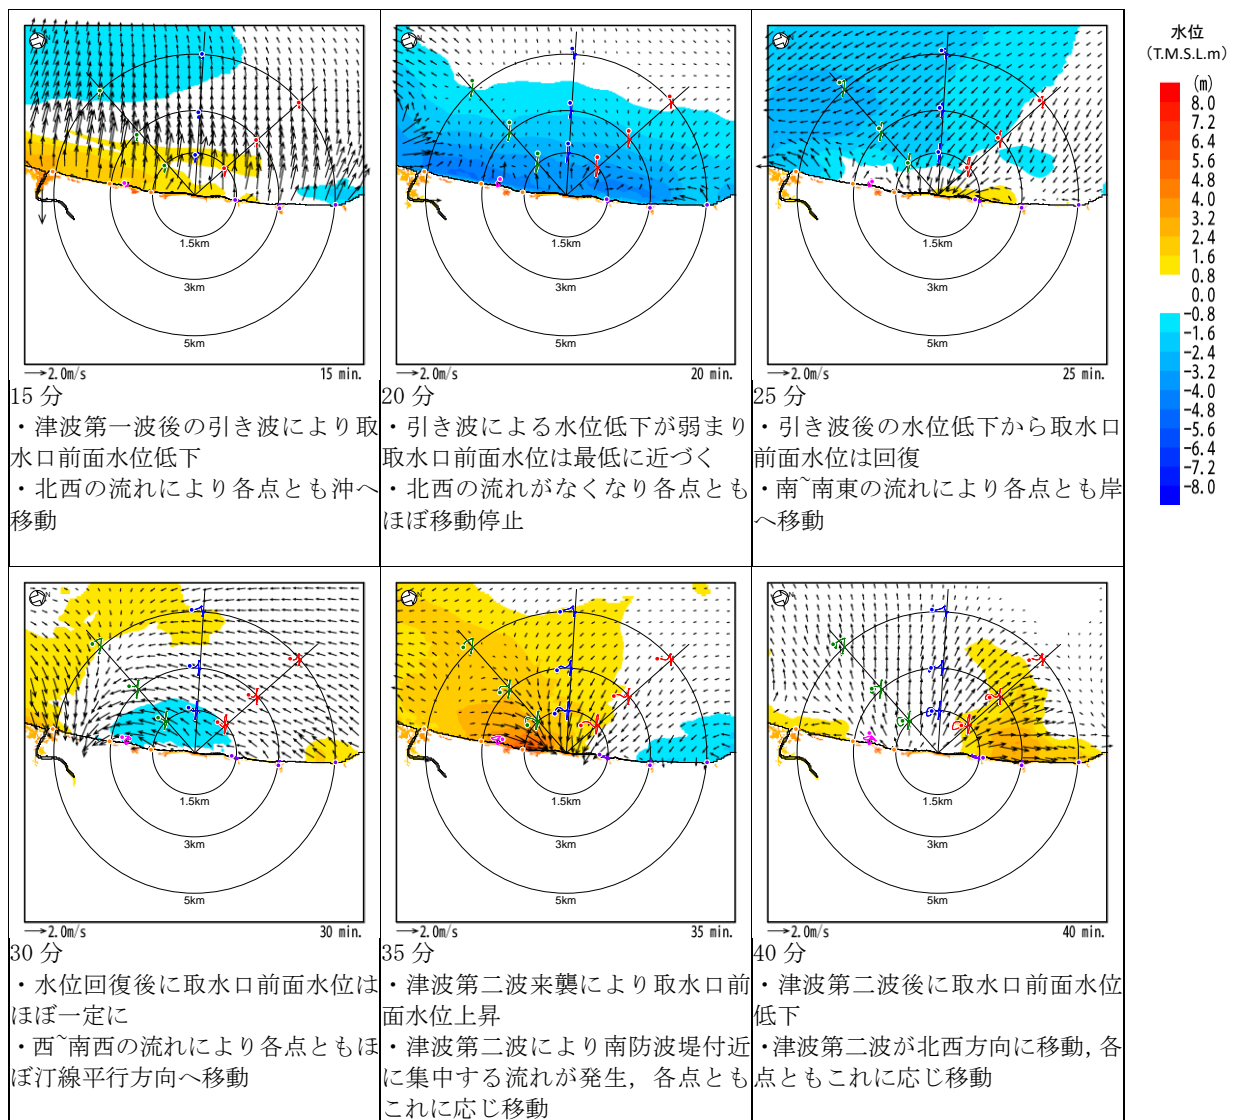 水位
(T.M.S.L.m)
(m)
8.0
7.2
6.4
5.6
4.8
4.0
3.2
2.4
1.6
0.8
0.0
-0.8
-1.6
-2.4
-3.2
-4.0
-4.8
-5.6
-6.4
-7.2
-8.0
N
1.5km
3km
5km
2.0m/s 15 min.
15 分
・津波第一波後の引き波により取
水口前面水位低下
・北西の流れにより各点とも沖へ
移動
N
1.5km
3km
5km
2.0m/s 20 min.
20 分
・引き波による水位低下が弱まり
取水口前面水位は最低に近づく
・北西の流れがなくなり各点とも
ほぼ移動停止
N
1.5km
3km
5km
2.0m/s 25 min.
25 分
・引き波後の水位低下から取水口
前面水位は回復
・南~南東の流れにより各点とも岸
へ移動
N
1.5km
3km
5km
2.0m/s 30 min.
30 分
・水位回復後に取水口前面水位は
ほぼ一定に
・西~南西の流れにより各点ともほ
ぼ汀線平行方向へ移動
N
1.5km
3km
5km
2.0m/s 35 min.
35 分
・津波第二波来襲により取水口前
面水位上昇
・津波第二波により南防波堤付近
に集中する流れが発生，各点とも
これに応じ移動
N
1.5km
3km
5km
2.0m/s 40 min.
40 分
・津波第二波後に取水口前面水位
低下
・津波第二波が北西方向に移動，各
点ともこれに応じ移動